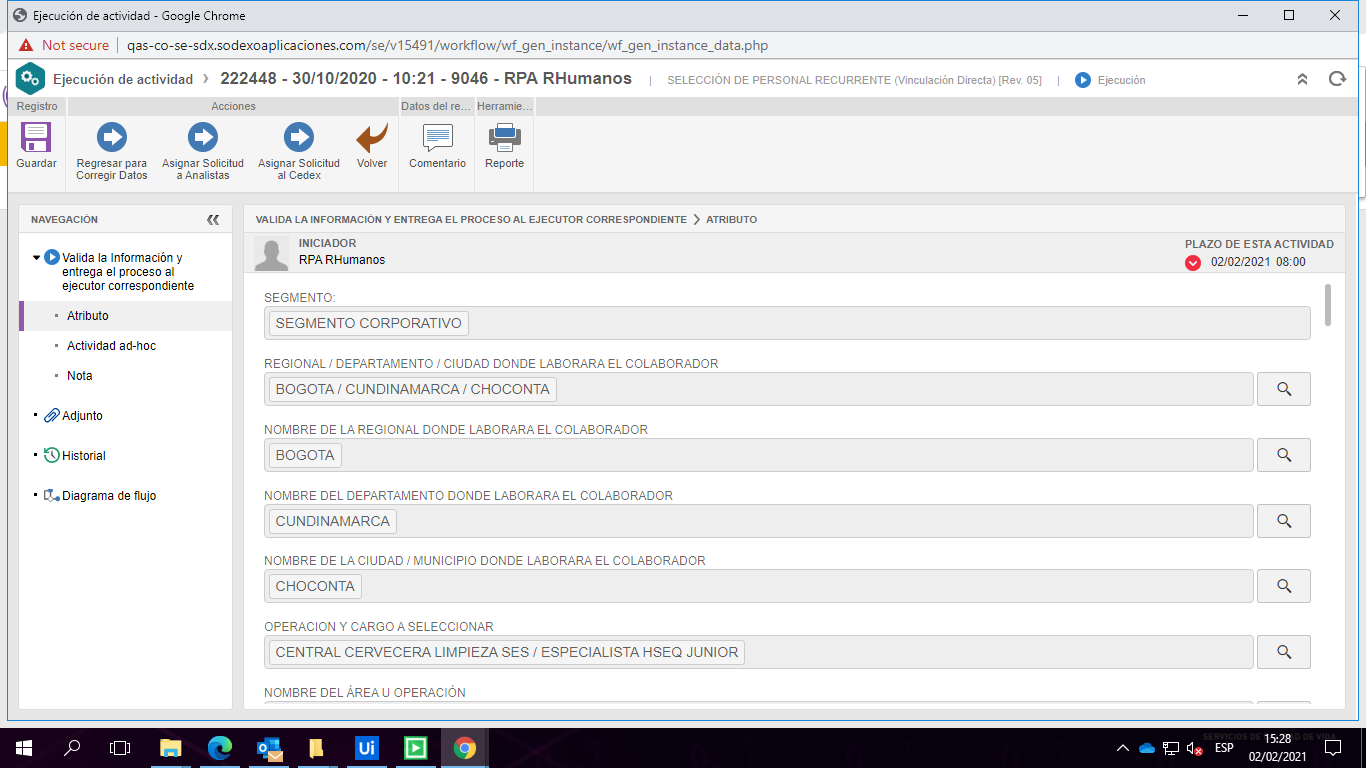 Ejecución de actividad - Google Chrome
Not secure qas-co-se-sdx.sodexoaplicaciones.com/se/v15491/workflow/wf_gen_instance/wf_gen_instance_data.php
Ejecución de actividad › 222448 - 30/10/2020 - 10:21 - 9046 - RPA RHumanos | SELECCIÓN DE PERSONAL RECURRENTE (Vinculación Directa) [Rev. 05] | Ejecución
Registro Acciones Datos del re... Herramie...
Guardar
Regresar para
Corregir Datos
Asignar Solicitud
a Analistas
Asignar Solicitud
al Cedex
Volver
Comentario
Reporte
NAVEGACIÓN
Valida la Información y
entrega el proceso al
ejecutor correspondiente
Atributo
Actividad ad-hoc
Nota
Adjunto
Historial
Diagrama de flujo
VALIDA LA INFORMACIÓN Y ENTREGA EL PROCESO AL EJECUTOR CORRESPONDIENTE > ATRIBUTO
INICIADOR
RPA RHumanos
PLAZO DE ESTA ACTIVIDAD
02/02/2021 08:00
SEGMENTO:
SEGMENTO CORPORATIVO
REGIONAL / DEPARTAMENTO / CIUDAD DONDE LABORARA EL COLABORADOR
BOGOTA / CUNDINAMARCA / CHOCONTA
NOMBRE DE LA REGIONAL DONDE LABORARA EL COLABORADOR
BOGOTA
NOMBRE DEL DEPARTAMENTO DONDE LABORARA EL COLABORADOR
CUNDINAMARCA
NOMBRE DE LA CIUDAD / MUNICIPIO DONDE LABORARA EL COLABORADOR
CHOCONTA
OPERACION Y CARGO A SELECCIONAR
CENTRAL CERVECERA LIMPIEZA SES / ESPECIALISTA HSEQ JUNIOR
NOMBRE DEL ÁREA U OPERACIÓN
Ui
ESP
15:28
02/02/2021